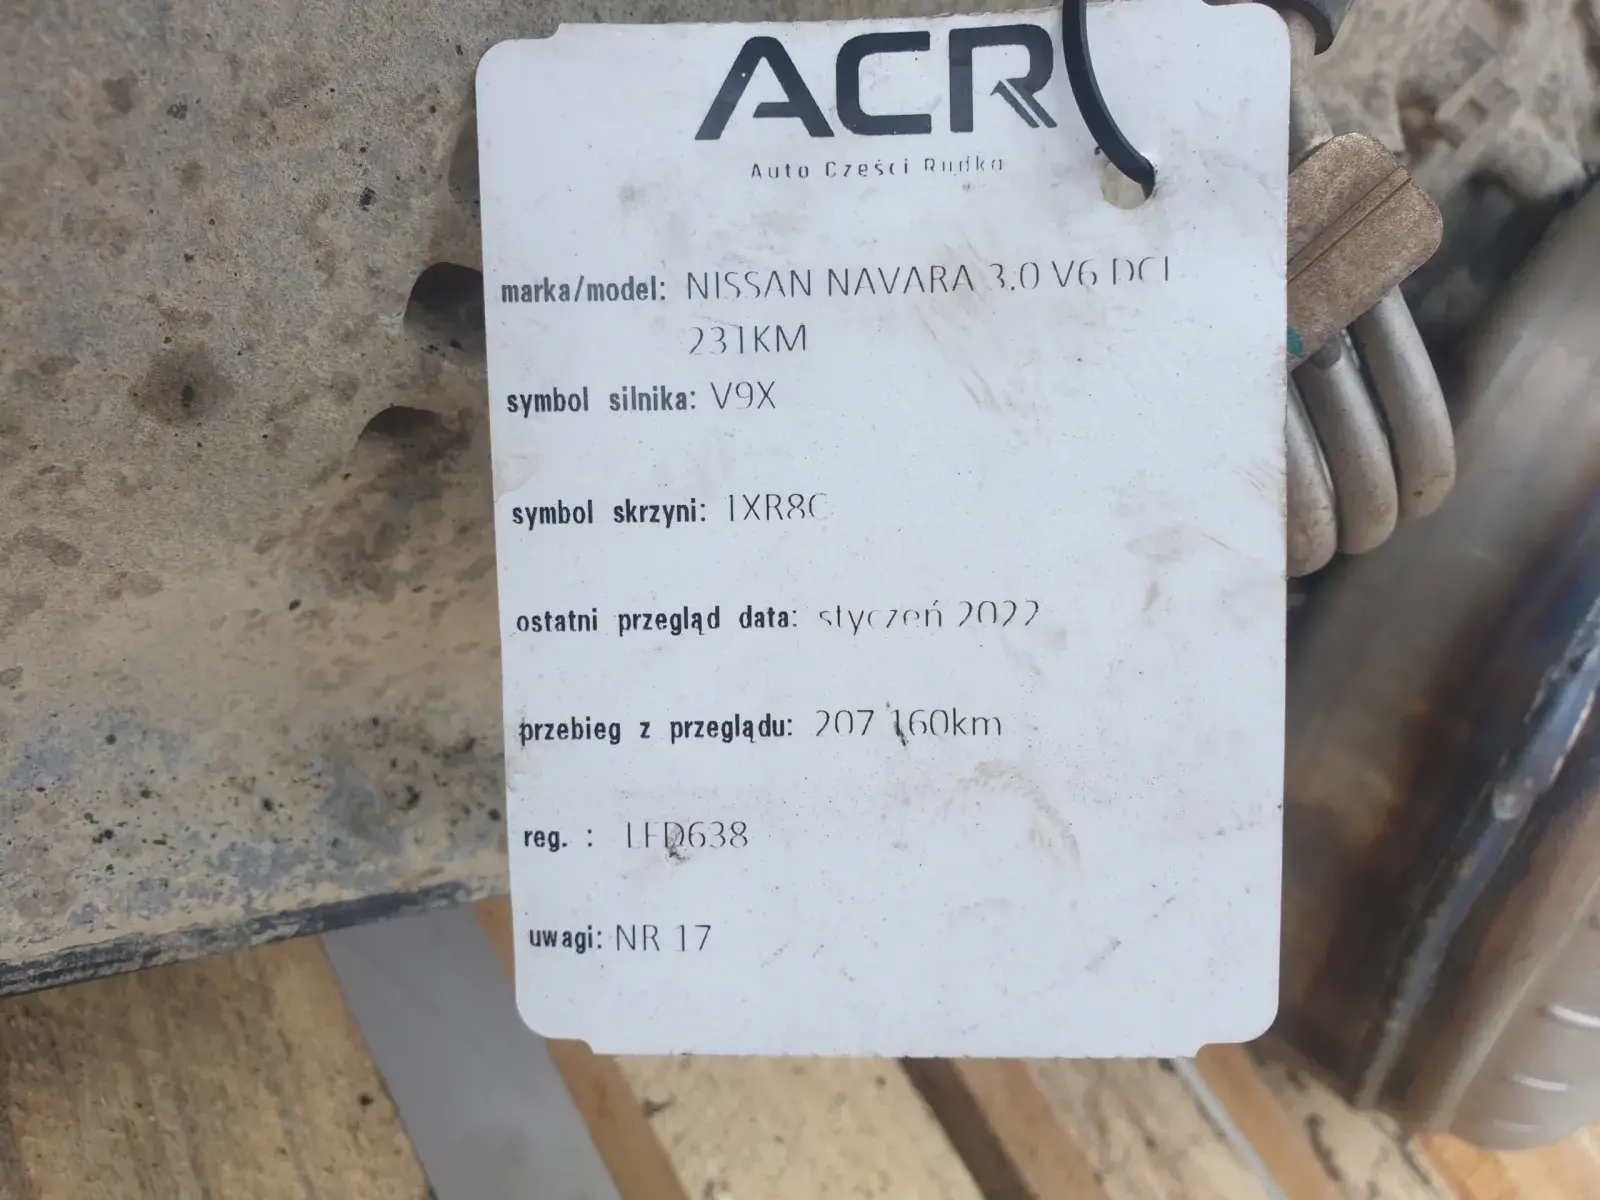 ACR
Auto Części Rudka
marka/model: NISSAN NAVARA 3.0 V6 DCI
231KM
symbol silnika: V9X
symbol skrzyni: 1XR8C
ostatni przegląd data: styczeń 2022
przebieg z przeglądu: 207 160km
reg. : LFD638
uwagi: NR 17